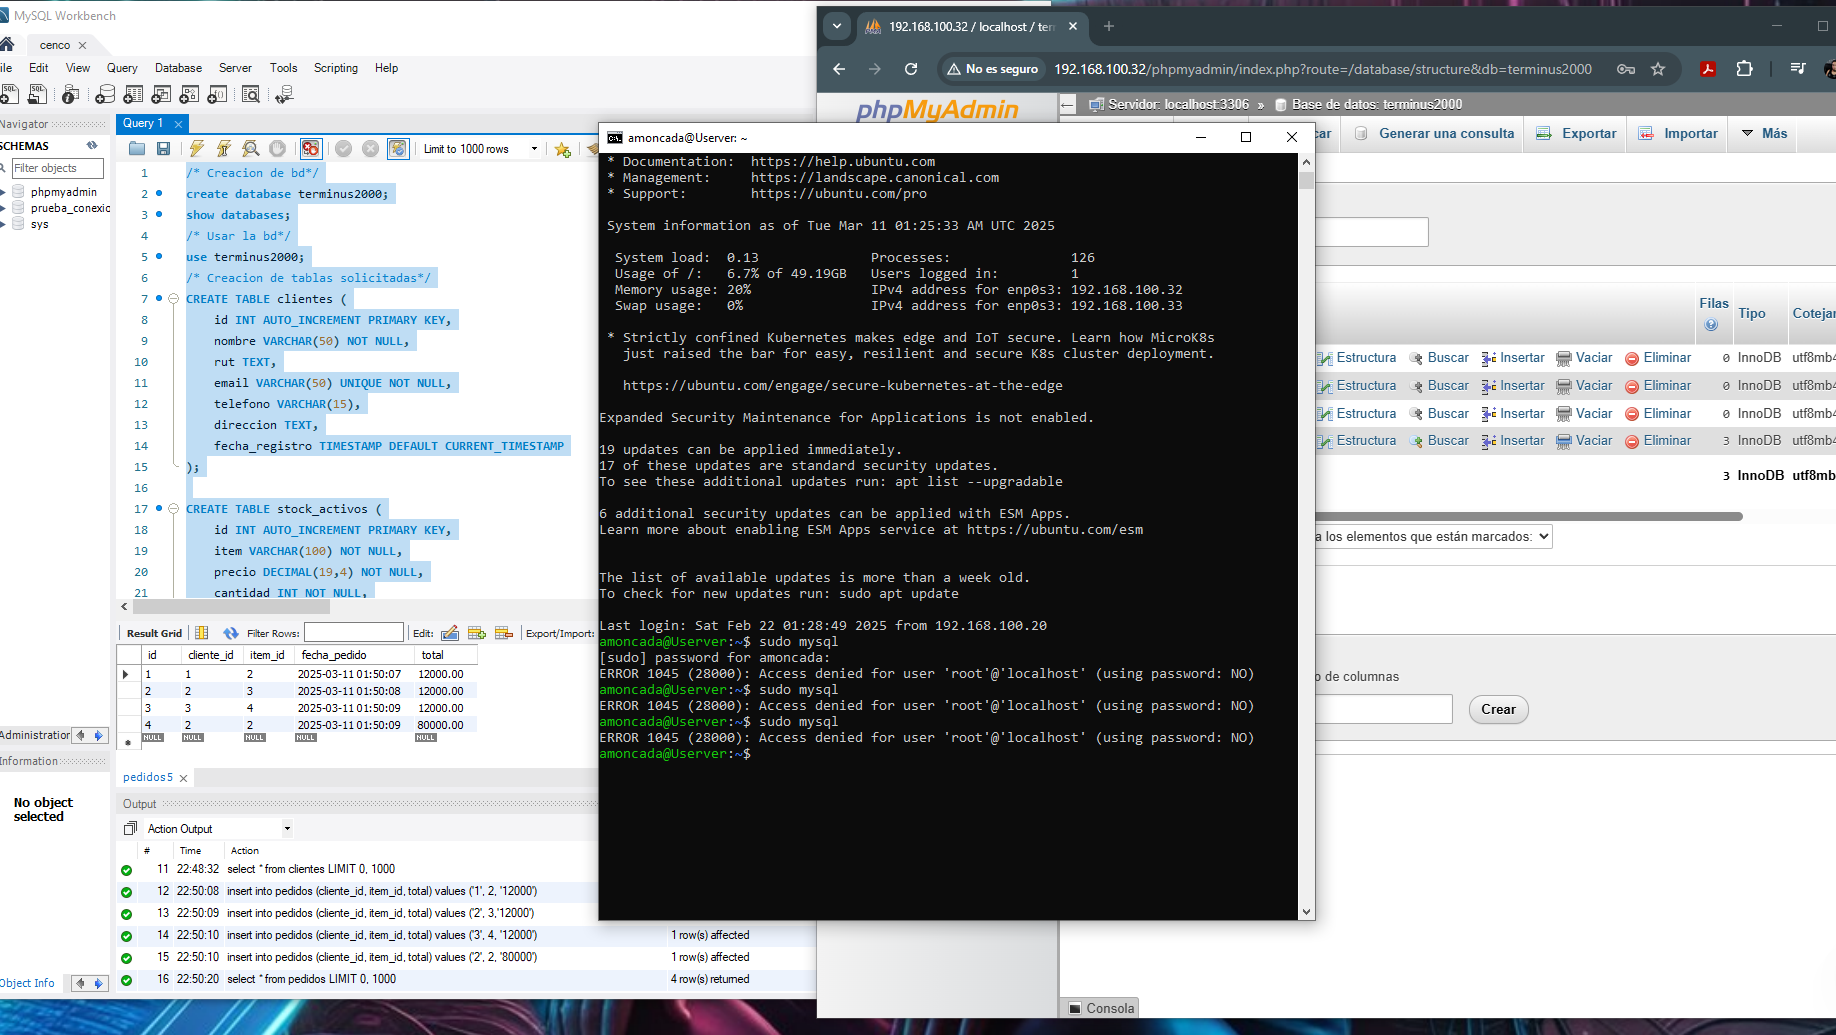 MySQL Workbench
cenco
ile Edit View Query Database Server Tools Scripting Help
Navigator
SCHEMAS
Filter objects
phpmyadmin
prueba_conexio
sys
Administration
Information
No object
selected
Object Info
Query 1
Limit to 1000 rows
1 /* Creacion de bd*/
2 create database terminus2000;
3 show databases;
4 /* Usar la bd*/
5 use terminus2000;
6 /* Creacion de tablas solicitadas*/
7 CREATE TABLE clientes (
8 id INT AUTO_INCREMENT PRIMARY KEY,
9 nombre VARCHAR(50) NOT NULL,
10 rut TEXT,
11 email VARCHAR(50) UNIQUE NOT NULL,
12 telefono VARCHAR(15),
13 direccion TEXT,
14 fecha_registro TIMESTAMP DEFAULT CURRENT_TIMESTAMP
15 );
16
17 CREATE TABLE stock_activos (
18 id INT AUTO_INCREMENT PRIMARY KEY,
19 item VARCHAR(100) NOT NULL,
20 precio DECIMAL(19,4) NOT NULL,
21 cantidad INT NOT NULL,
Result Grid Filter Rows: Edit: Export/Import:
id cliente_id item_id fecha_pedido total
1 1 2 2025-03-11 01:50:07 12000.00
2 2 3 2025-03-11 01:50:08 12000.00
3 3 4 2025-03-11 01:50:09 12000.00
4 2 2 2025-03-11 01:50:09 80000.00
NULL NULL NULL NULL NULL
pedidos 5
Output
Action Output
# Time Action
11 22:48:32 select * from clientes LIMIT 0, 1000
12 22:50:08 insert into pedidos (cliente_id, item_id, total) values ('1', 2, '12000')
13 22:50:09 insert into pedidos (cliente_id, item_id, total) values ('2', 3,'12000')
14 22:50:10 insert into pedidos (cliente_id, item_id, total) values ('3', 4, '12000') 1 row(s) affected
15 22:50:10 insert into pedidos (cliente_id, item_id, total) values ('2', 2, '80000') 1 row(s) affected
16 22:50:20 select * from pedidos LIMIT 0, 1000 4 row(s) returned
amoncada@Userver: ~
* Documentation: https://help.ubuntu.com
* Management: https://landscape.canonical.com
* Support: https://ubuntu.com/pro
System information as of Tue Mar 11 01:25:33 AM UTC 2025
System load: 0.13 Processes: 126
Usage of /: 6.7% of 49.19GB Users logged in: 1
Memory usage: 20% IPv4 address for enp0s3: 192.168.100.32
Swap usage: 0% IPv4 address for enp0s3: 192.168.100.33
* Strictly confined Kubernetes makes edge and IoT secure. Learn how MicroK8s
just raised the bar for easy, resilient and secure K8s cluster deployment.
https://ubuntu.com/engage/secure-kubernetes-at-the-edge
Expanded Security Maintenance for Applications is not enabled.
19 updates can be applied immediately.
17 of these updates are standard security updates.
To see these additional updates run: apt list --upgradable
6 additional security updates can be applied with ESM Apps.
Learn more about enabling ESM Apps service at https://ubuntu.com/esm
The list of available updates is more than a week old.
To check for new updates run: sudo apt update
Last login: Sat Feb 22 01:28:49 2025 from 192.168.100.20
amoncada@Userver:~$ sudo mysql
[sudo] password for amoncada:
ERROR 1045 (28000): Access denied for user 'root'@'localhost' (using password: NO)
amoncada@Userver:~$ sudo mysql
ERROR 1045 (28000): Access denied for user 'root'@'localhost' (using password: NO)
amoncada@Userver:~$ sudo mysql
ERROR 1045 (28000): Access denied for user 'root'@'localhost' (using password: NO)
amoncada@Userver:~$
192.168.100.32 / localhost / ter
No es seguro 192.168.100.32/phpmyadmin/index.php?route=/database/structure&db=terminus2000
phpMyAdmin
Servidor: localhost:3306 » Base de datos: terminus2000
car Generar una consulta Exportar Importar Más
Filas Tipo Cotejar
Estructura Buscar Insertar Vaciar Eliminar 0 InnoDB utf8mb4
Estructura Buscar Insertar Vaciar Eliminar 0 InnoDB utf8mb4
Estructura Buscar Insertar Vaciar Eliminar 0 InnoDB utf8mb4
Estructura Buscar Insertar Vaciar Eliminar 3 InnoDB utf8mb4
3 InnoDB utf8mb
a los elementos que están marcados:
o de columnas
Crear
Consola